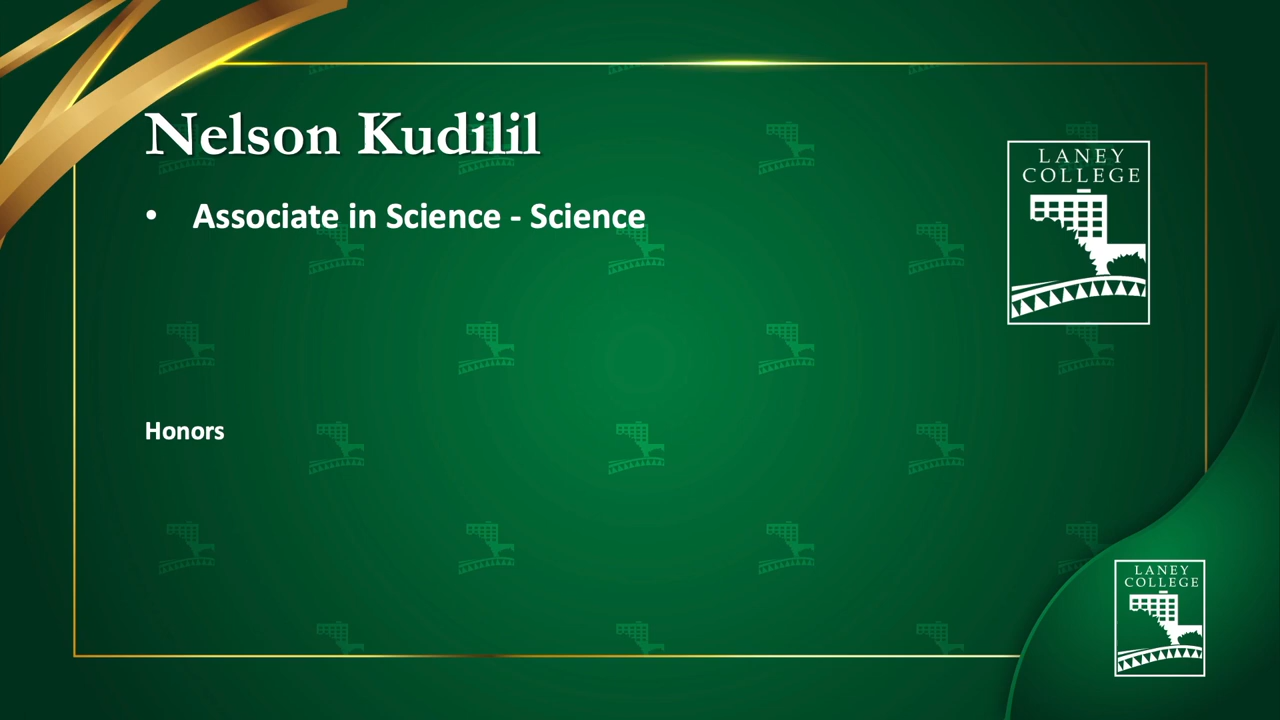 Nelson Kudilil
• Associate in Science - Science
Honors
LANEY
COLLEGE
LANEY
COLLEGE